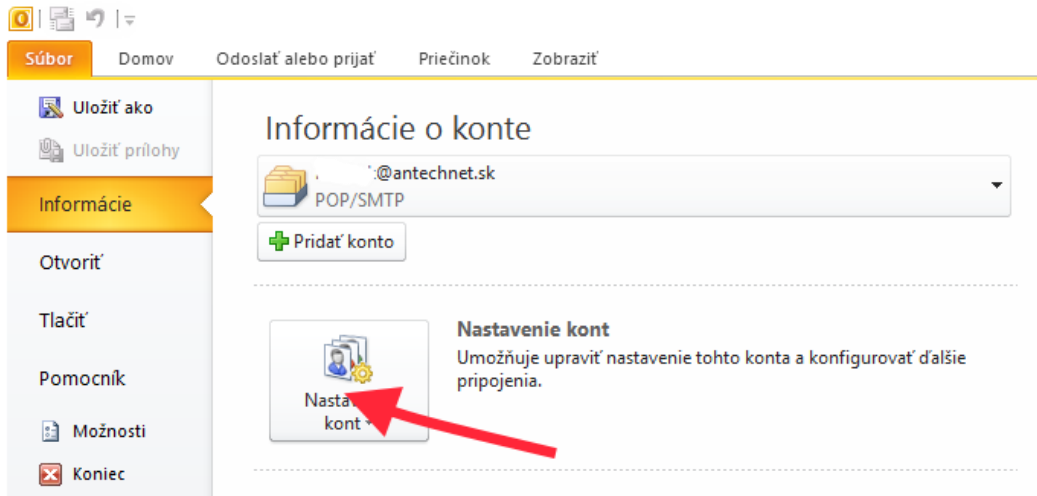 Súbor Domov Odoslať alebo prijať Priečinok Zobraziť
Uložiť ako
Uložiť prílohy
Informácie
Otvoriť
Tlačiť
Pomocník
Možnosti
Koniec
Informácie o konte
@antechnet.sk
POP/SMTP
Pridať konto
kont
Nastavenie kont
Umožňuje upraviť nastavenie tohto konta a konfigurovať ďalšie
pripojenia.